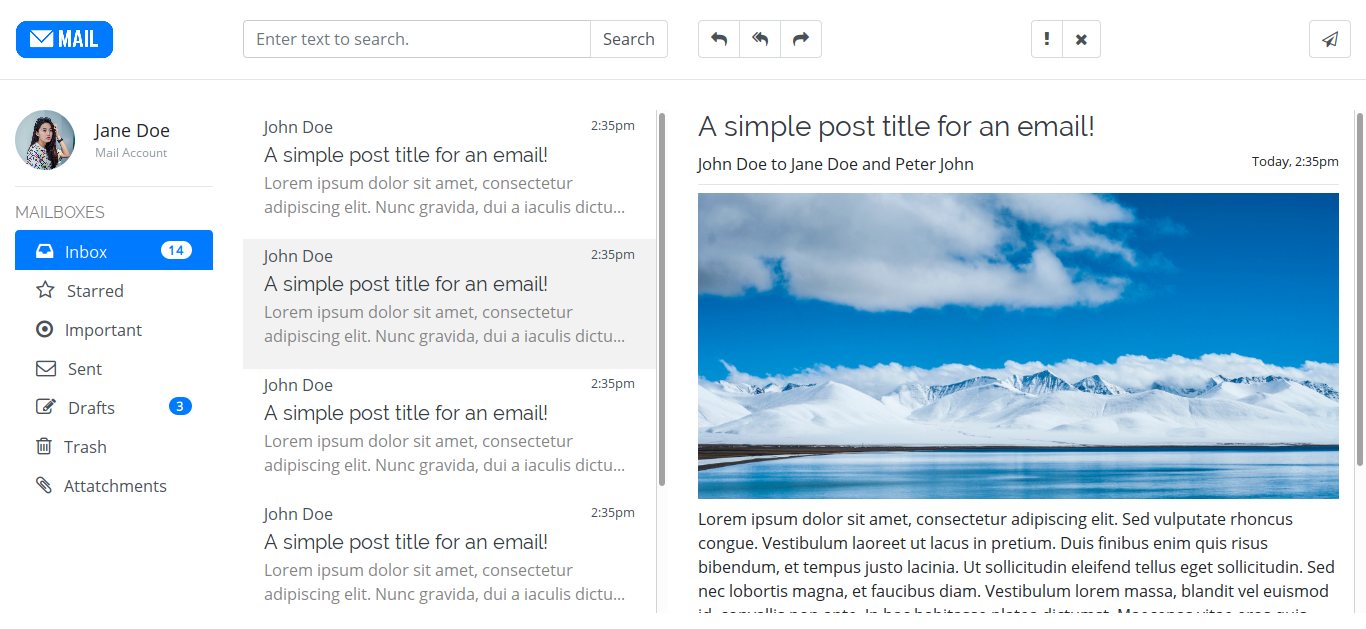 MAIL
Enter text to search.
Search
Jane Doe
Mail Account
MAILBOXES
Inbox 14
Starred
Important
Sent
Drafts 3
Trash
Attatchments
John Doe 2:35pm
A simple post title for an email!
Lorem ipsum dolor sit amet, consectetur
adipiscing elit. Nunc gravida, dui a iaculis dictu...
John Doe 2:35pm
A simple post title for an email!
Lorem ipsum dolor sit amet, consectetur
adipiscing elit. Nunc gravida, dui a iaculis dictu...
John Doe 2:35pm
A simple post title for an email!
Lorem ipsum dolor sit amet, consectetur
adipiscing elit. Nunc gravida, dui a iaculis dictu...
John Doe 2:35pm
A simple post title for an email!
Lorem ipsum dolor sit amet, consectetur
adipiscing elit. Nunc gravida, dui a iaculis dictu...
A simple post title for an email!
John Doe to Jane Doe and Peter John
Today, 2:35pm
Lorem ipsum dolor sit amet, consectetur adipiscing elit. Sed vulputate rhoncus
congue. Vestibulum laoreet ut lacus in pretium. Duis finibus enim quis risus
bibendum, et tempus justo lacinia. Ut sollicitudin eleifend tellus eget sollicitudin. Sed
nec lobortis magna, et faucibus diam. Vestibulum lorem massa, blandit vel euismod